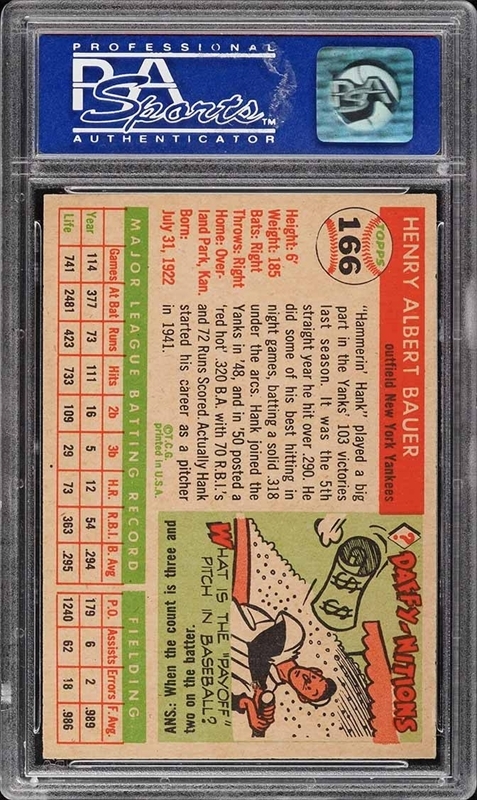 PROFESSIONAL
PSA
Sports™
AUTHENTICATOR
PSA
TOPPS
166
HENRY ALBERT BAUER
outfield New York Yankees
Height: 6'
Weight: 185
Bats: Right
Throws: Right
Home: Over-
land Park, Kan.
Born:
July 31, 1922
"Hammerin' Hank" played a big
part in the Yanks' 103 victories
last season. It was the 5th
straight year he hit over .290. He
did some of his best hitting in
night games, batting a solid .318
under the arcs. Hank joined the
Yanks in '48, and in '50 posted a
'red hot' .320 B.A. with 70 R.B.I.'s
and 72 Runs Scored Actually Hank
started his career as a pitcher
in 1941.
©T.C.G.
printed in U.S.A.
?
DAFFY-NITIONS
$ $
WHAT IS THE "PAYOFF"
PITCH IN BASEBALL?
ANS.: When the count is three and
two on the batter.
MAJOR LEAGUE BATTING RECORD FIELDING
Games At Bat Runs Hits 2b 3b H.R. R.B.I. B. Avg P.O. Assists Errors F. Avg.
Year 114 377 73 111 16 5 12 54 .294 179 6 2 .989
Life 741 2481 423 733 109 29 73 363 .295 1240 62 18 .986